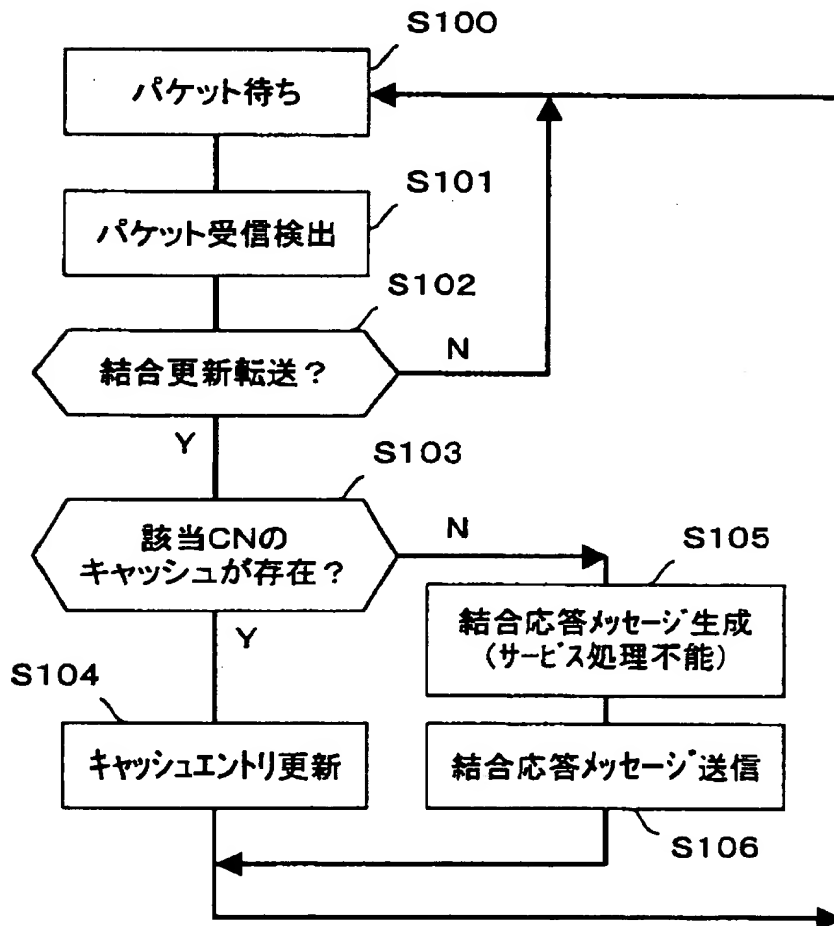 S100
パケット待ち
S101
パケット受信検出
S102
結合更新転送？
N
Y
S103
該当CNの
キャッシュが存在？
N
Y
S105
結合応答メッセージ生成
（サービス処理不能）
S104
キャッシュエントリ更新
結合応答メッセージ送信
S106